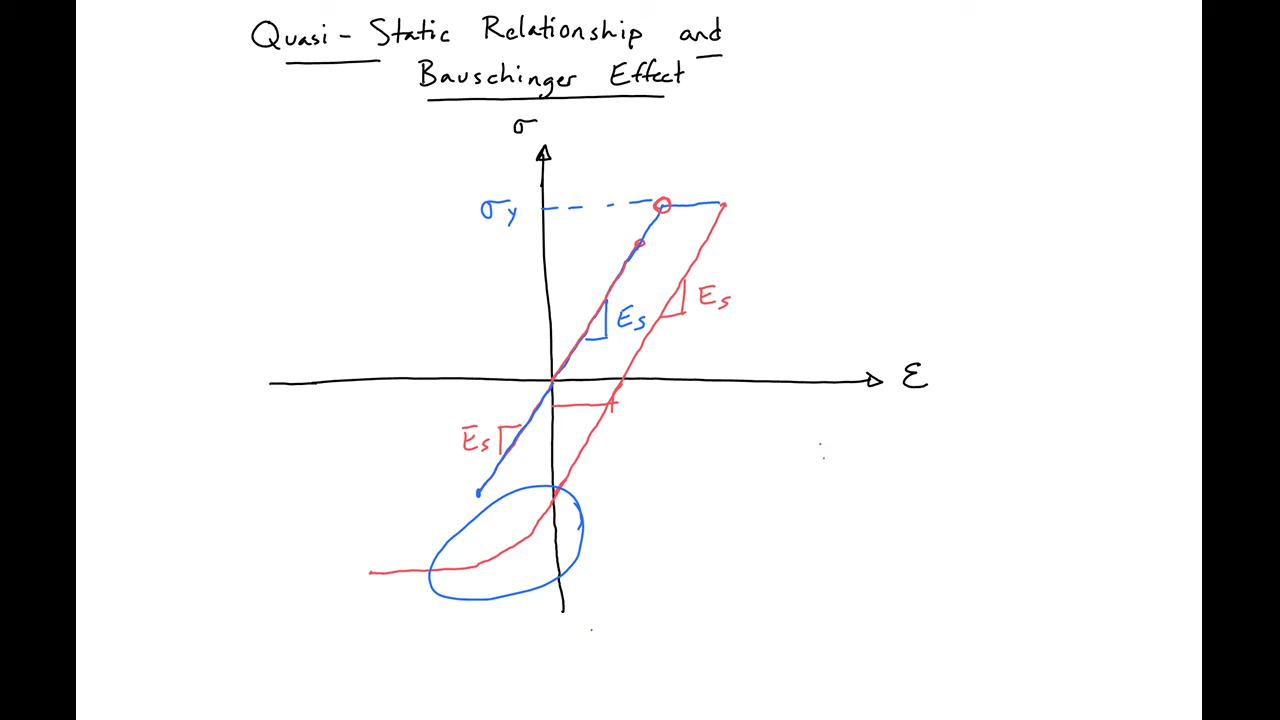 Quasi - Static Relationship and
Bauschinger Effect
σ
σy
Es
Es
ε
Es